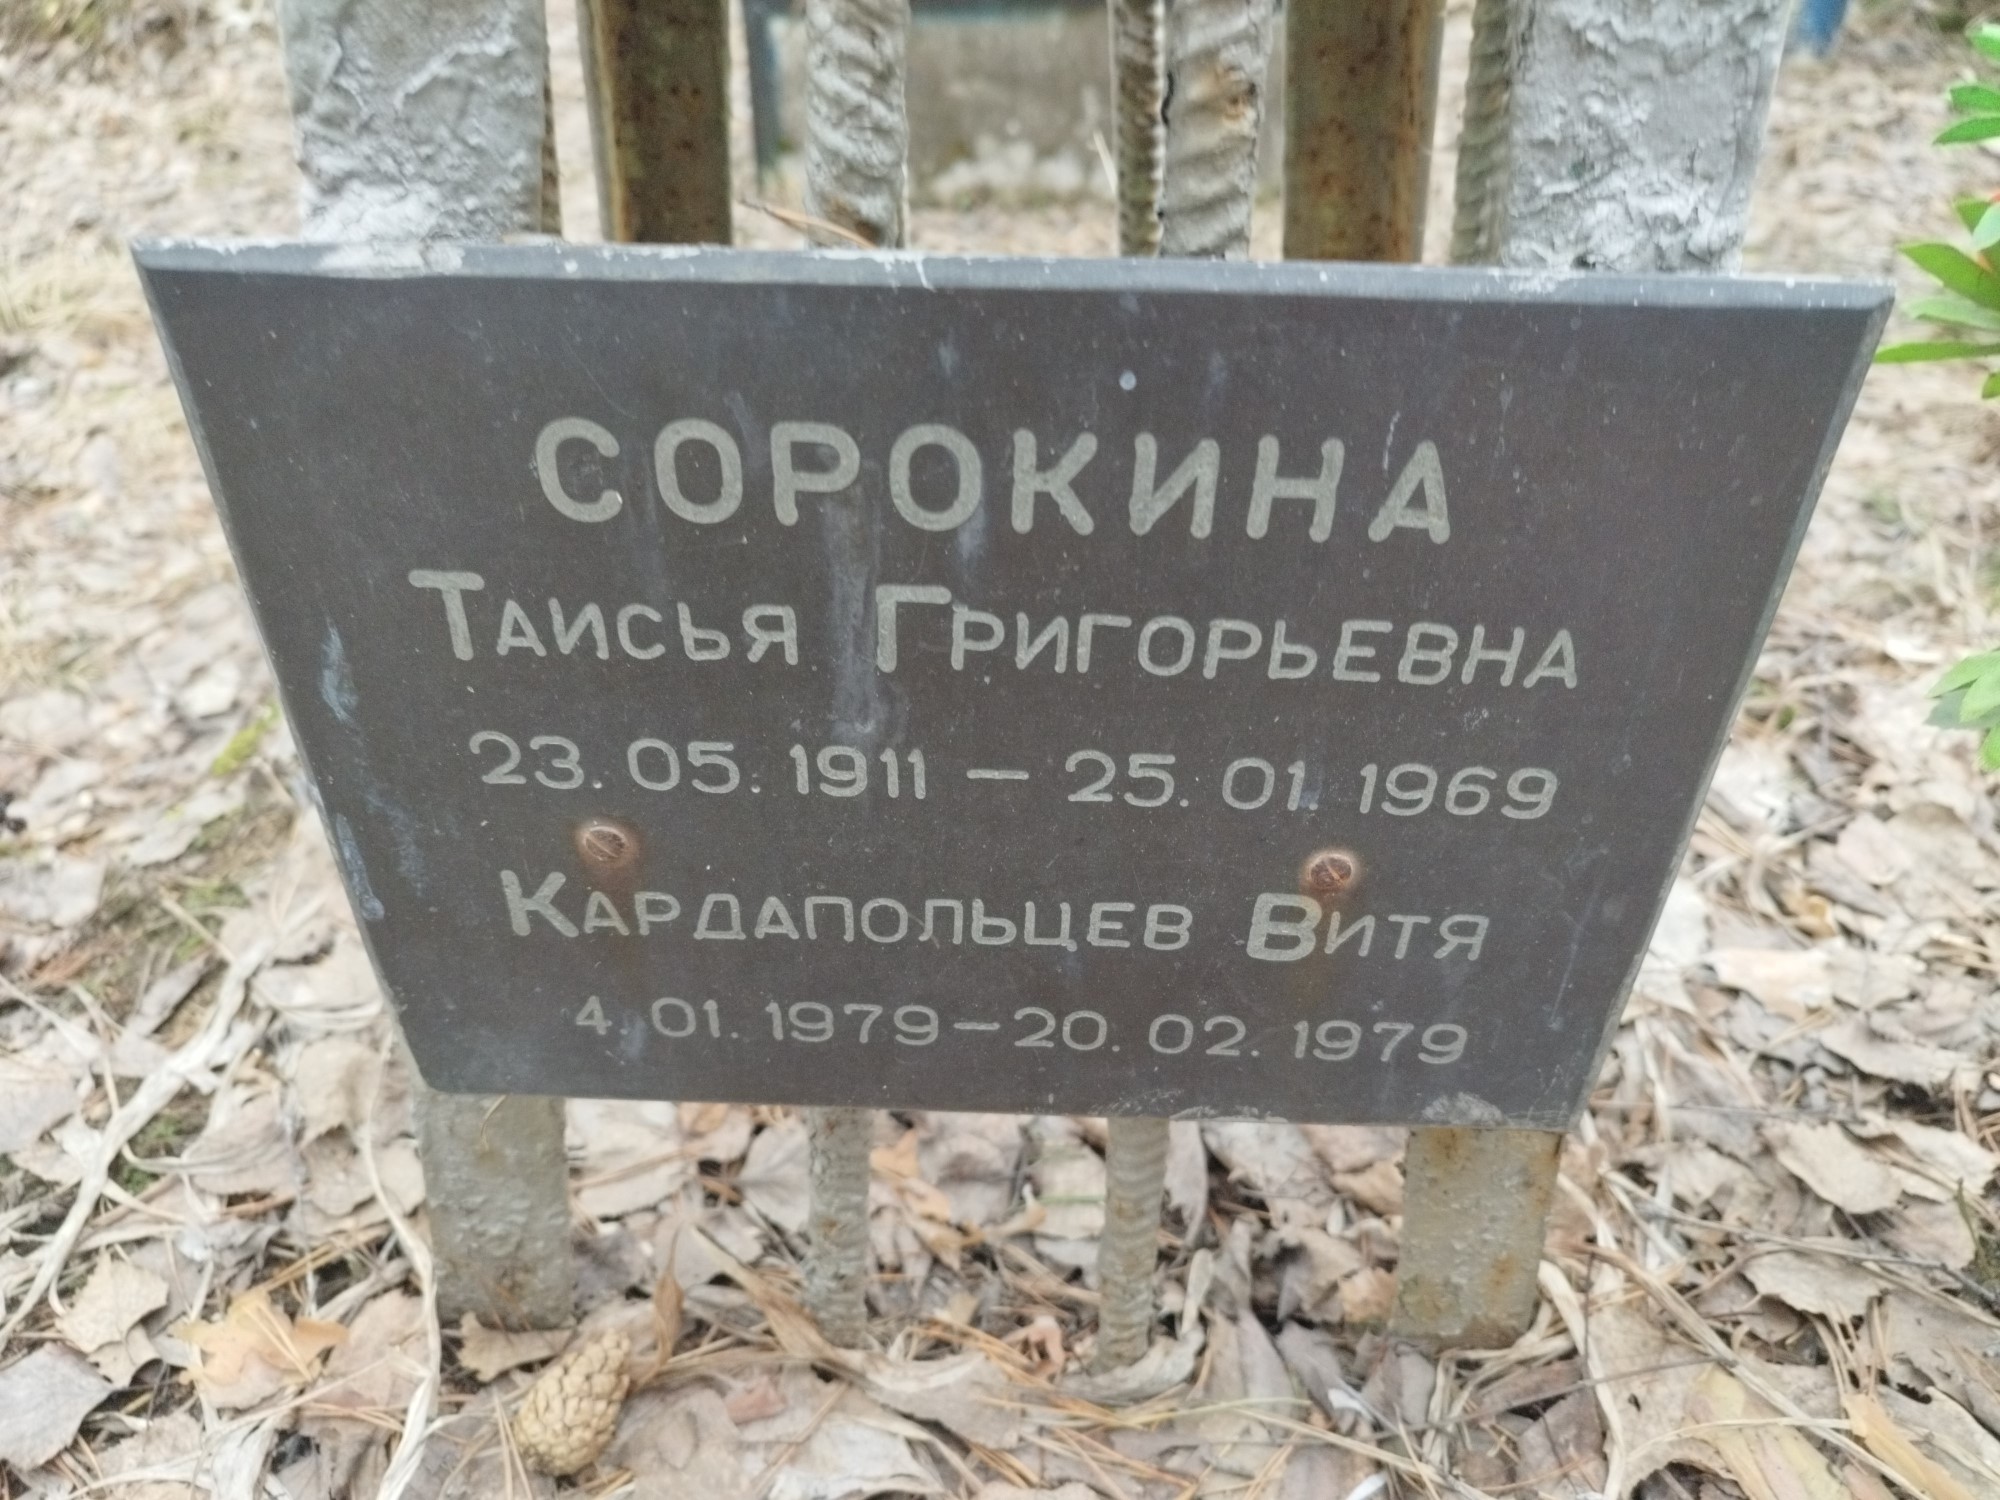 СОРОКИНА
Таисья Григорьевна
23.05.1911 — 25.01.1969
Кардапольцев Витя
4.01.1979 — 20.02.1979